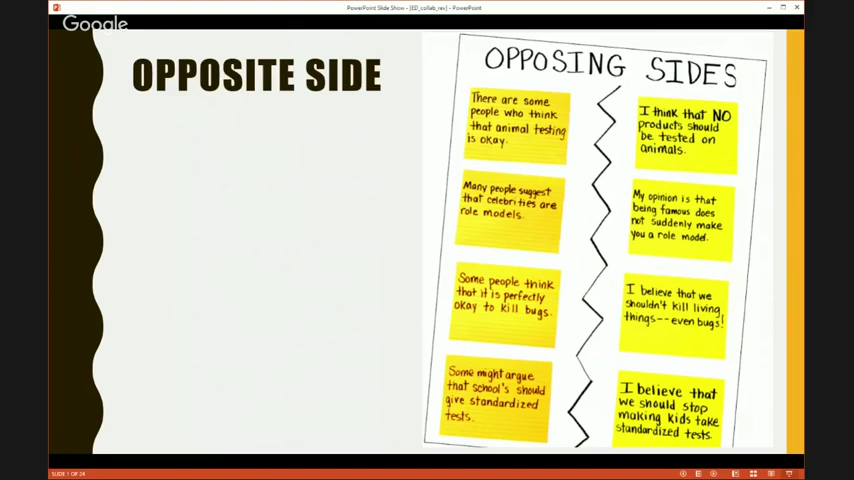 PowerPoint Slide Show - [ED_collab_rev] - PowerPoint
Google
OPPOSITE SIDE
OPPOSING SIDES
There are some
people who think
that animal testing
is okay.
I think that NO
products should
be tested on
animals.
Many people suggest
that celebrities are
role models.
My opinion is that
being famous does
not suddenly make
you a role model.
Some people think
that it is perfectly
okay to kill bugs.
I believe that we
shouldn't kill living
things--even bugs!
Some might argue
that school's should
give standardized
tests.
I believe that
we should stop
making kids take
standardized tests.
SLIDE 1 OF 24